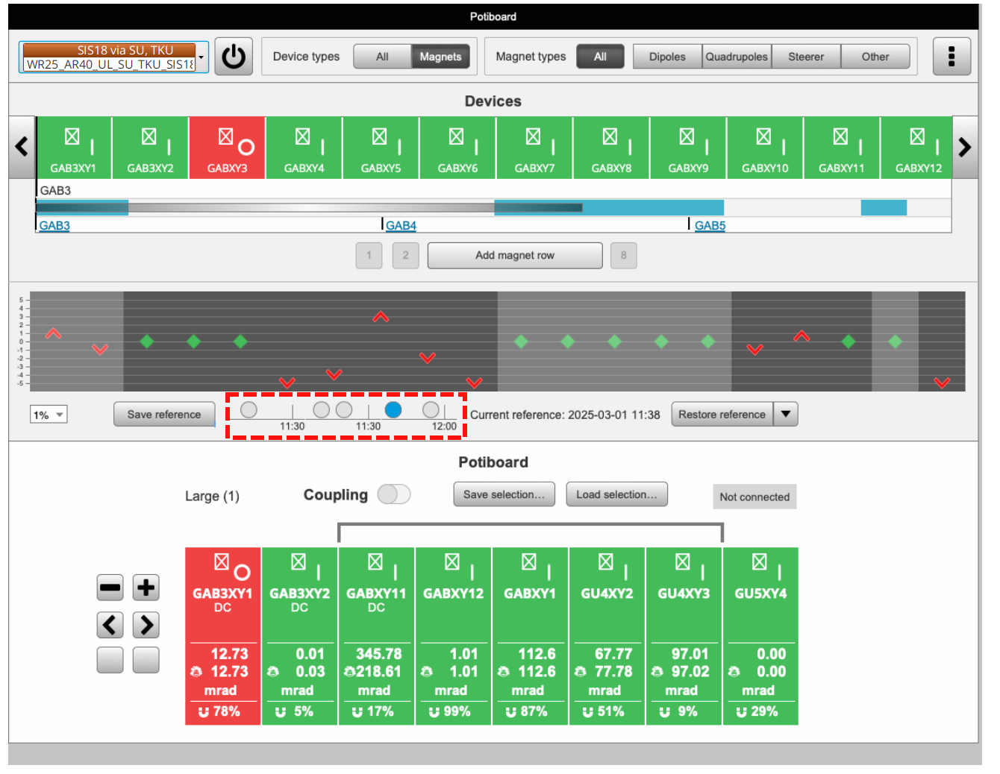 Potiboard
SIS18 via SU, TKU
WR25_AR40_UL_SU_TKU_SIS18
Device types All Magnets
Magnet types All Dipoles Quadrupoles Steerer Other
Devices
GAB3XY1 GAB3XY2 GABXY3 GABXY4 GABXY5 GABXY6 GABXY7 GABXY8 GABXY9 GABXY10 GABXY11 GABXY12
GAB3
GAB3 GAB4 GAB5
1 2 Add magnet row 8
5
4
3
2
1
0
-1
-2
-3
-4
-5
1% Save reference
11:30 11:30 12:00
Current reference: 2025-03-01 11:38 Restore reference
Potiboard
Large (1) Coupling Save selection... Load selection... Not connected
GAB3XY1 GAB3XY2 GABXY11 GABXY12 GABXY1 GU4XY2 GU4XY3 GU5XY4
DC DC DC
12.73 0.01 345.78 1.01 112.6 67.77 97.01 0.00
12.73 0.03 218.61 1.01 112.6 77.78 97.02 0.00
mrad mrad mrad mrad mrad mrad mrad mrad
78% 5% 17% 99% 87% 51% 9% 29%